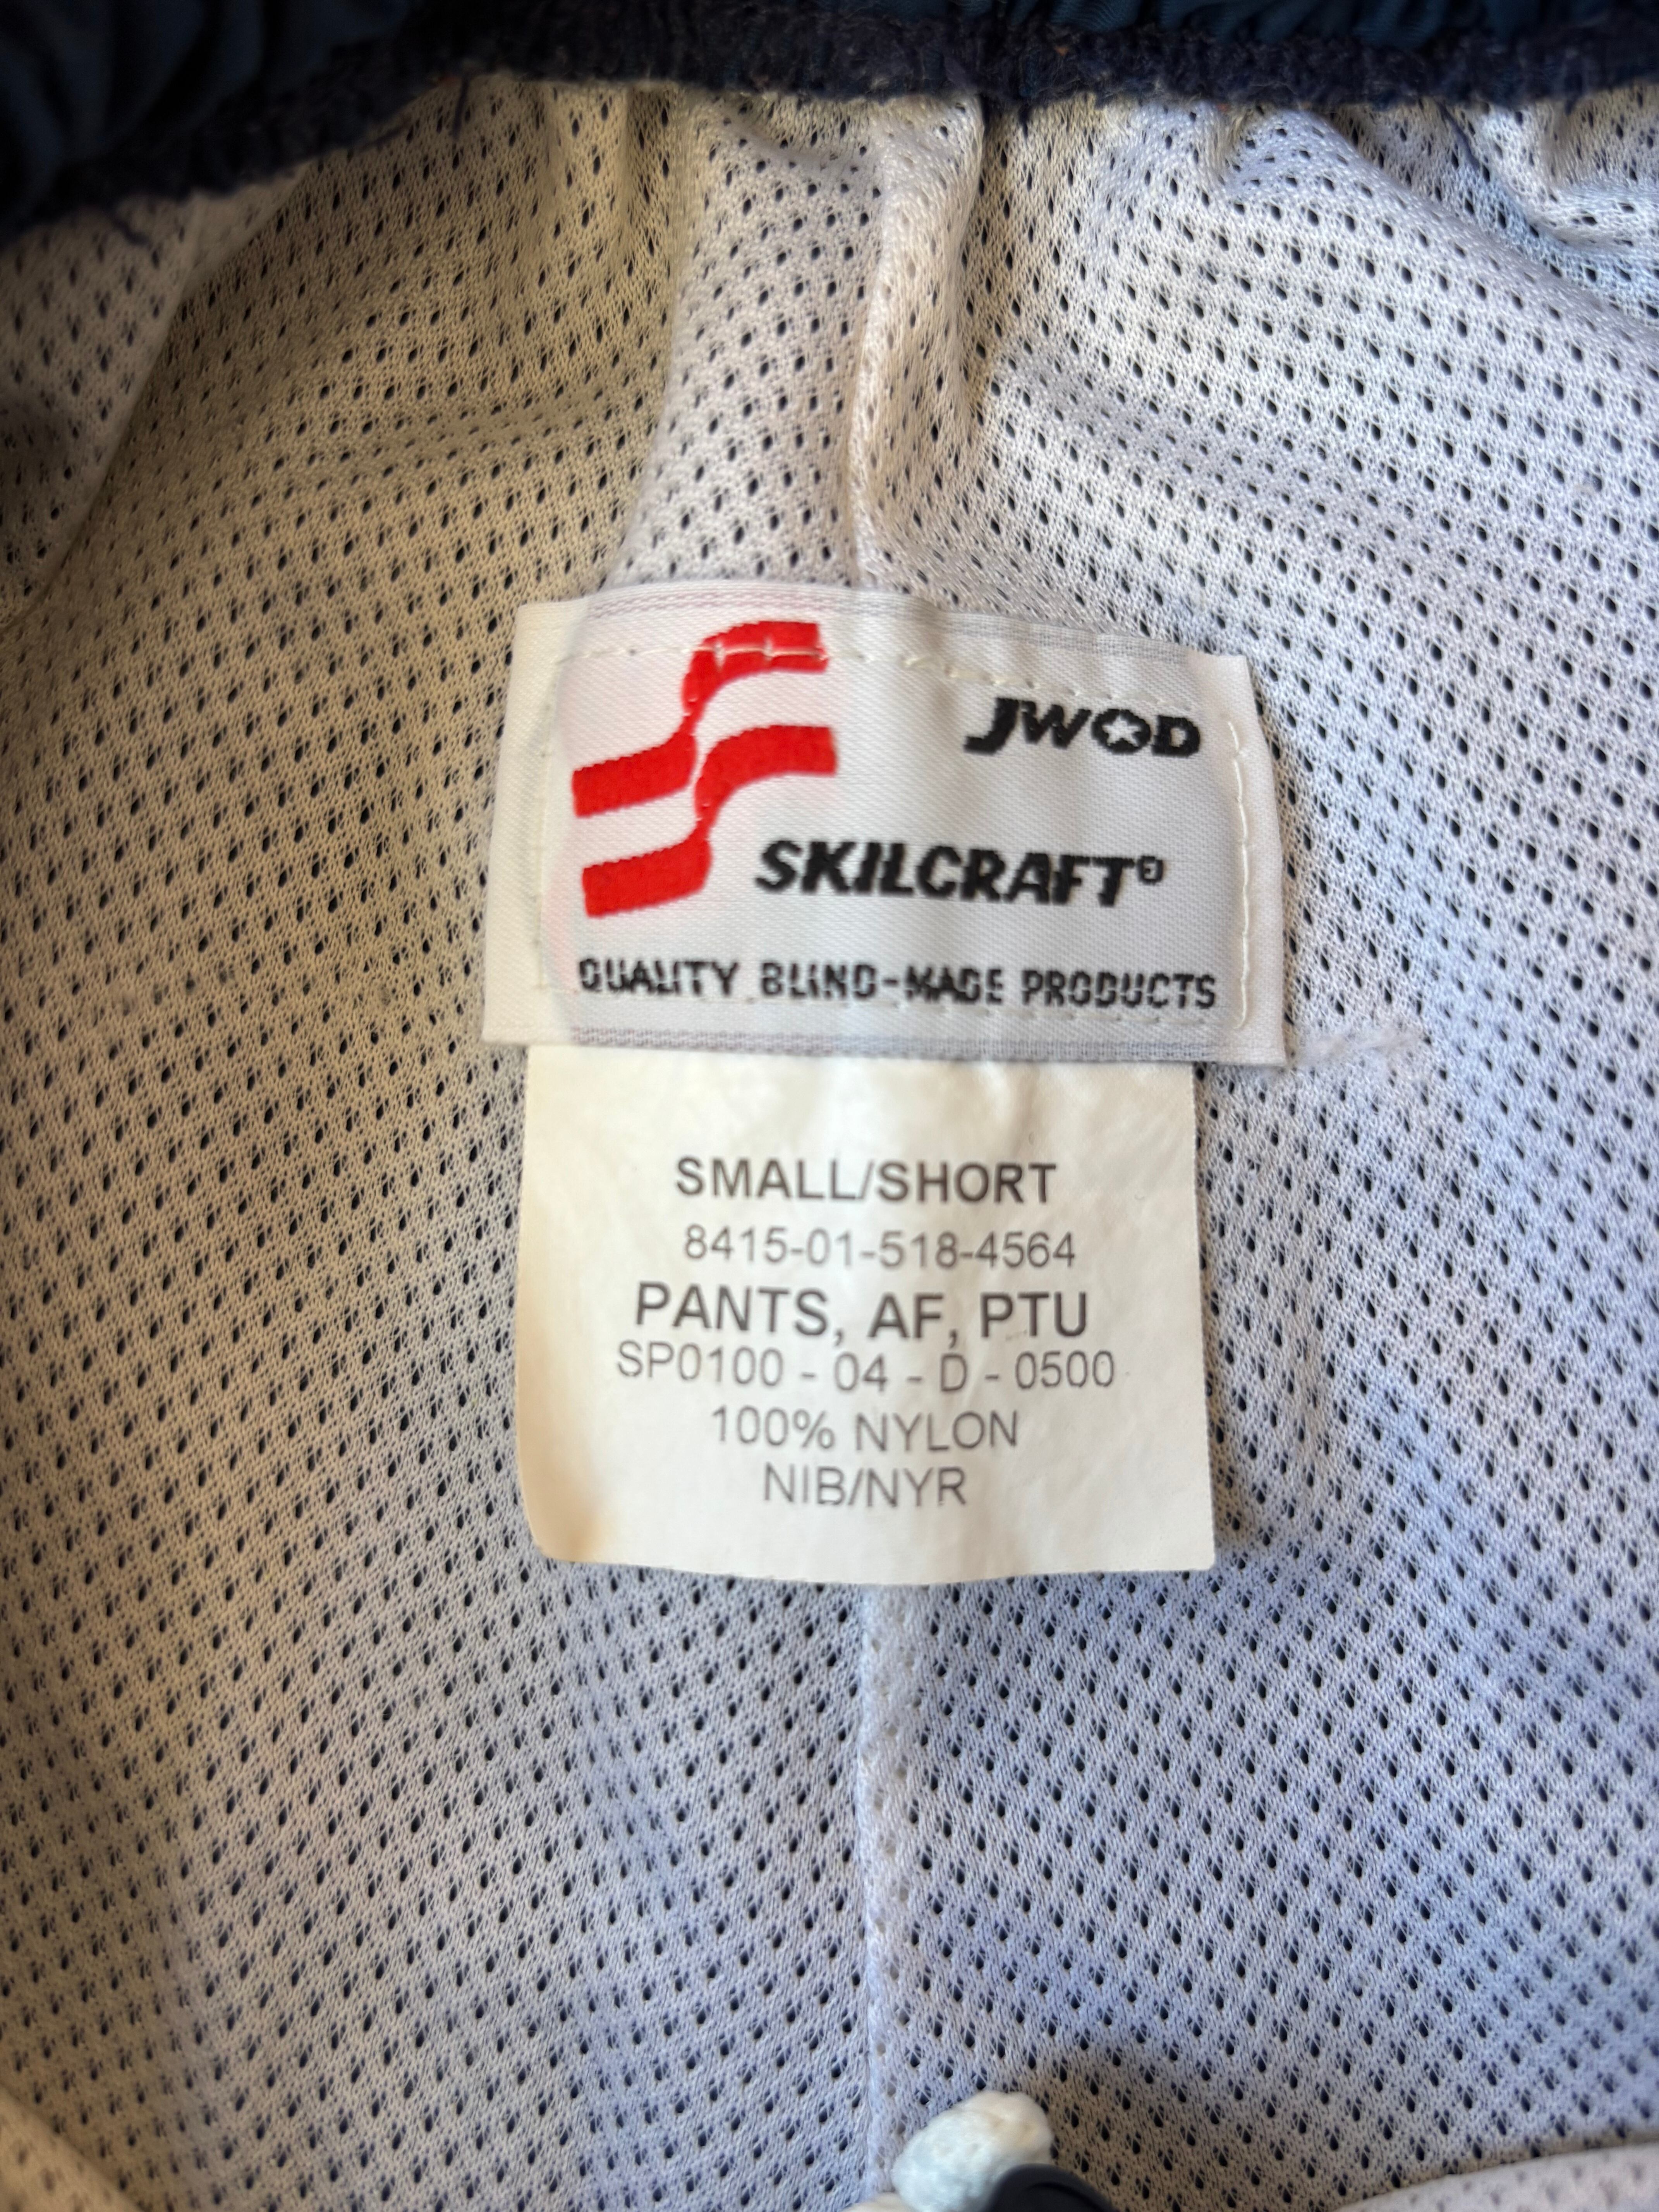 JWOD
SKILCRAFT®
QUALITY BLIND-MADE PRODUCTS
SMALL/SHORT
8415-01-518-4564
PANTS, AF, PTU
SP0100 - 04 - D - 0500
100% NYLON
NIB/NYR